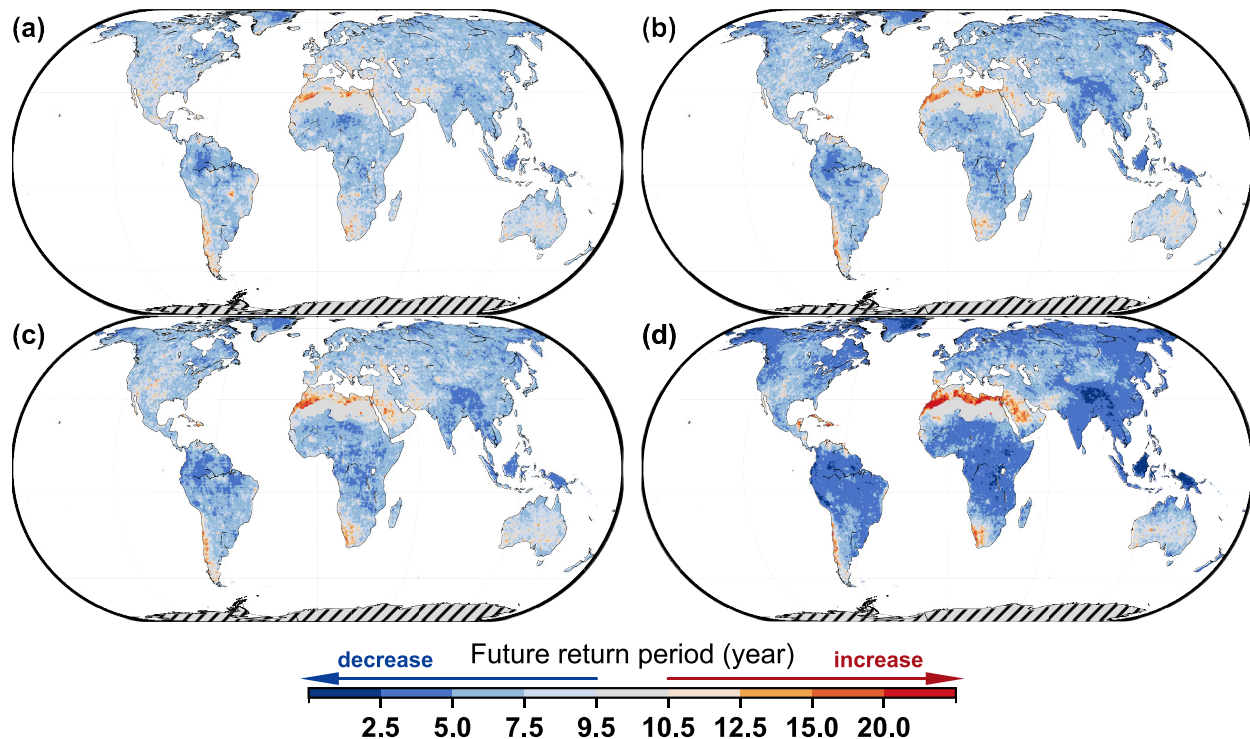 (a)
(b)
(c)
(d)
decrease Future return period (year) increase
2.5 5.0 7.5 9.5 10.5 12.5 15.0 20.0